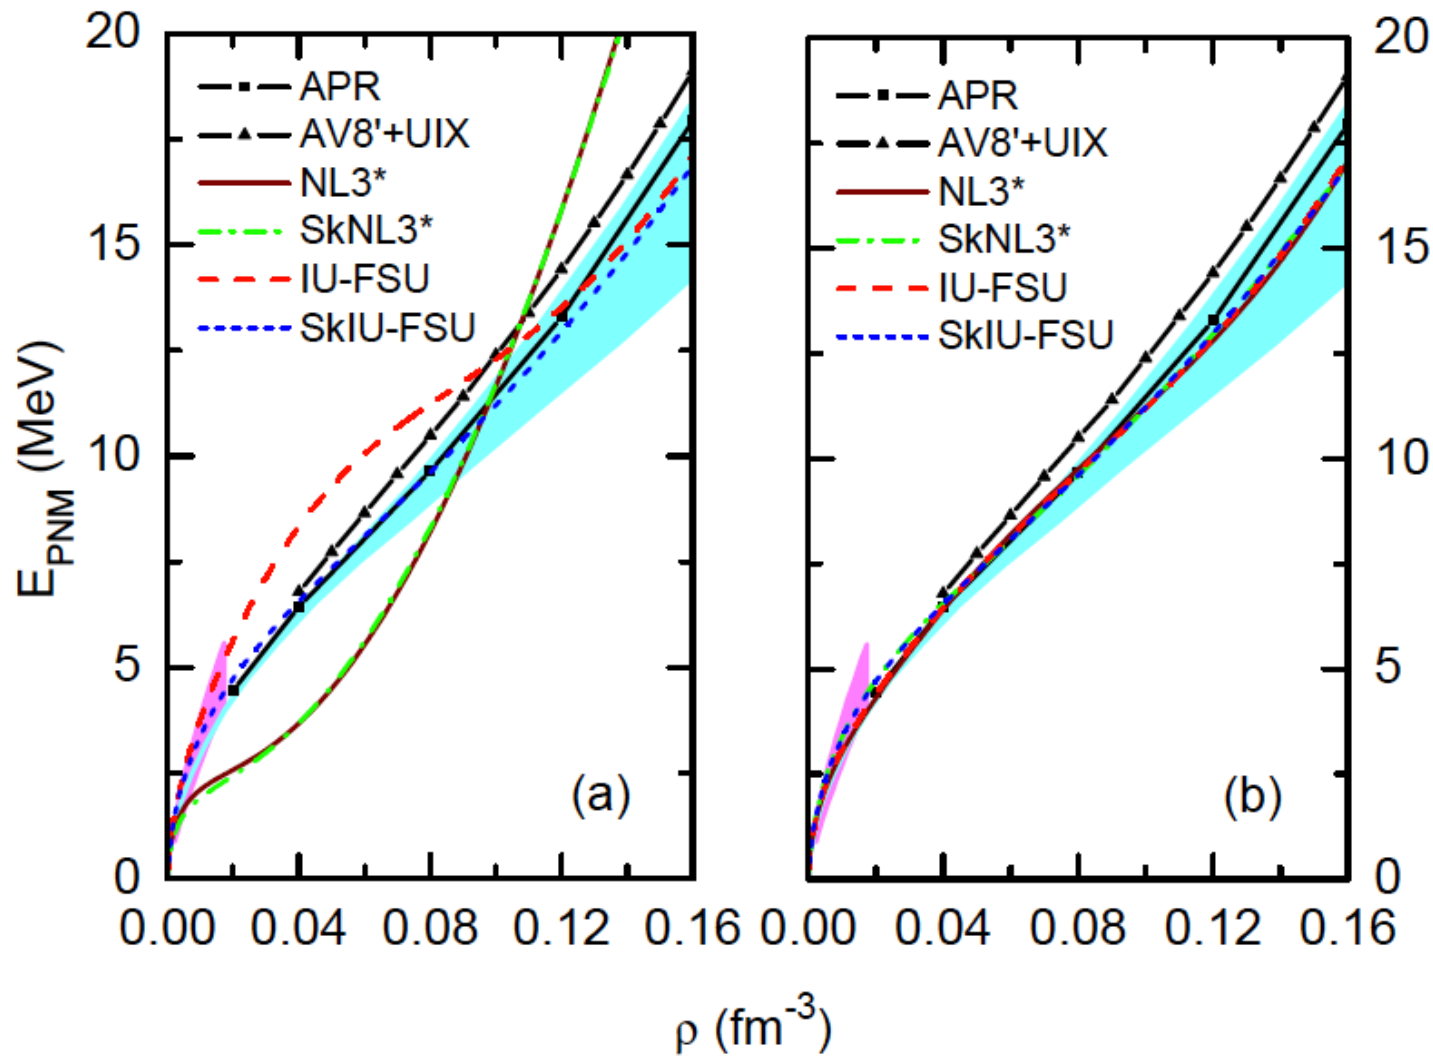 E_PNM (MeV)
20
15
10
5
0
APR
AV8'+UIX
NL3*
SkNL3*
IU-FSU
SkIU-FSU
(a)
0.00 0.04 0.08 0.12 0.16
APR
AV8'+UIX
NL3*
SkNL3*
IU-FSU
SkIU-FSU
(b)
0.00 0.04 0.08 0.12 0.16
20
15
10
5
0
ρ (fm⁻³)